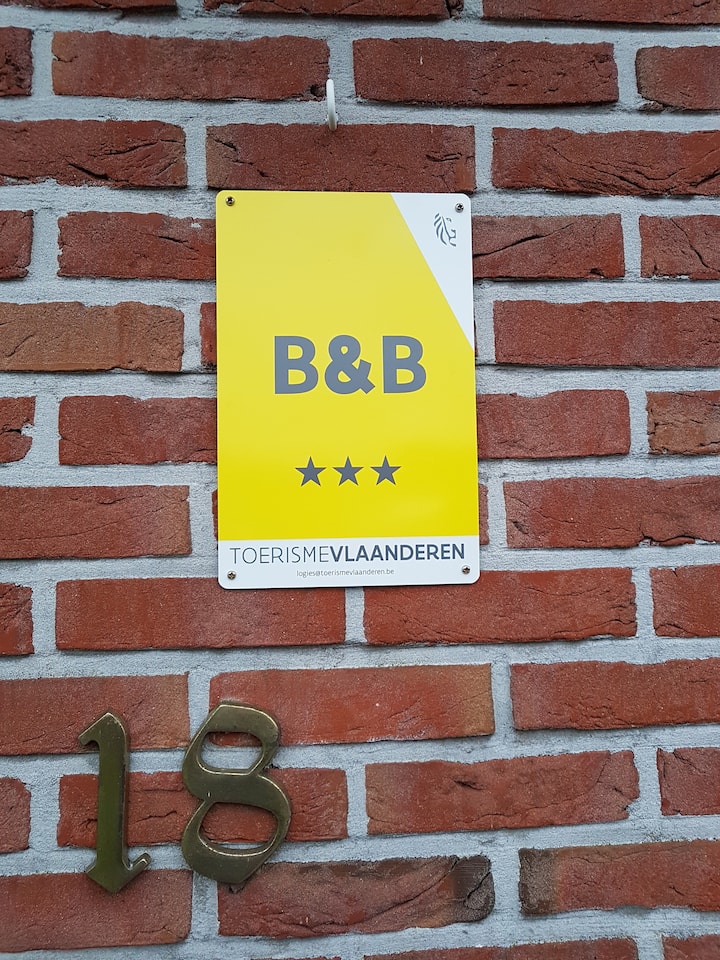 B&B
★★★
TOERISMEVLAANDEREN
logies@toerismevlaanderen.be
18